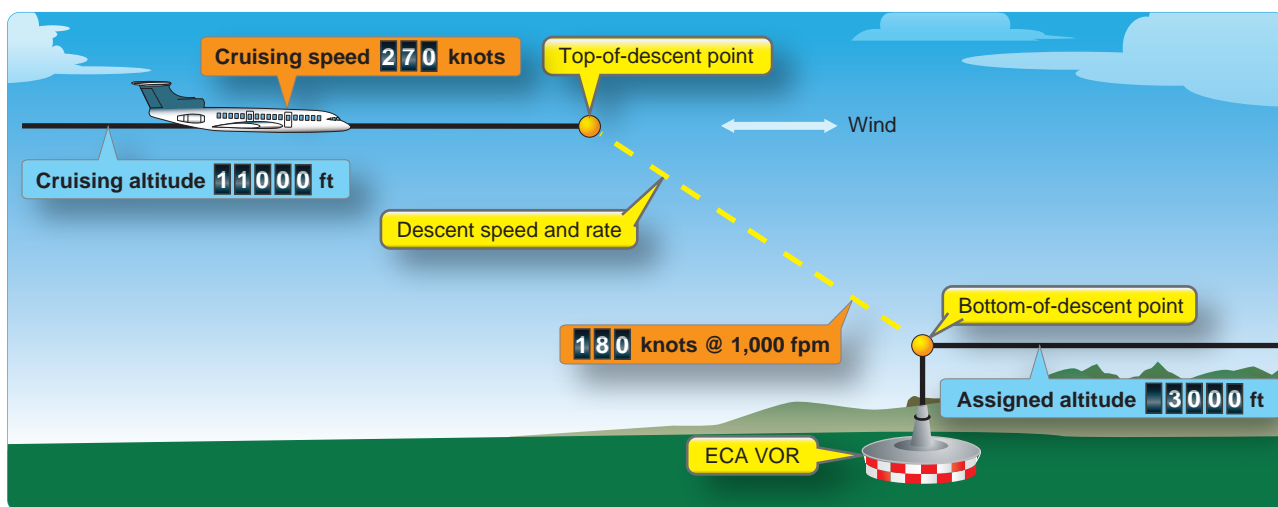 Cruising speed 270 knots
Top-of-descent point
Wind
Cruising altitude 11000 ft
Descent speed and rate
Bottom-of-descent point
180 knots @ 1,000 fpm
Assigned altitude 3000 ft
ECA VOR